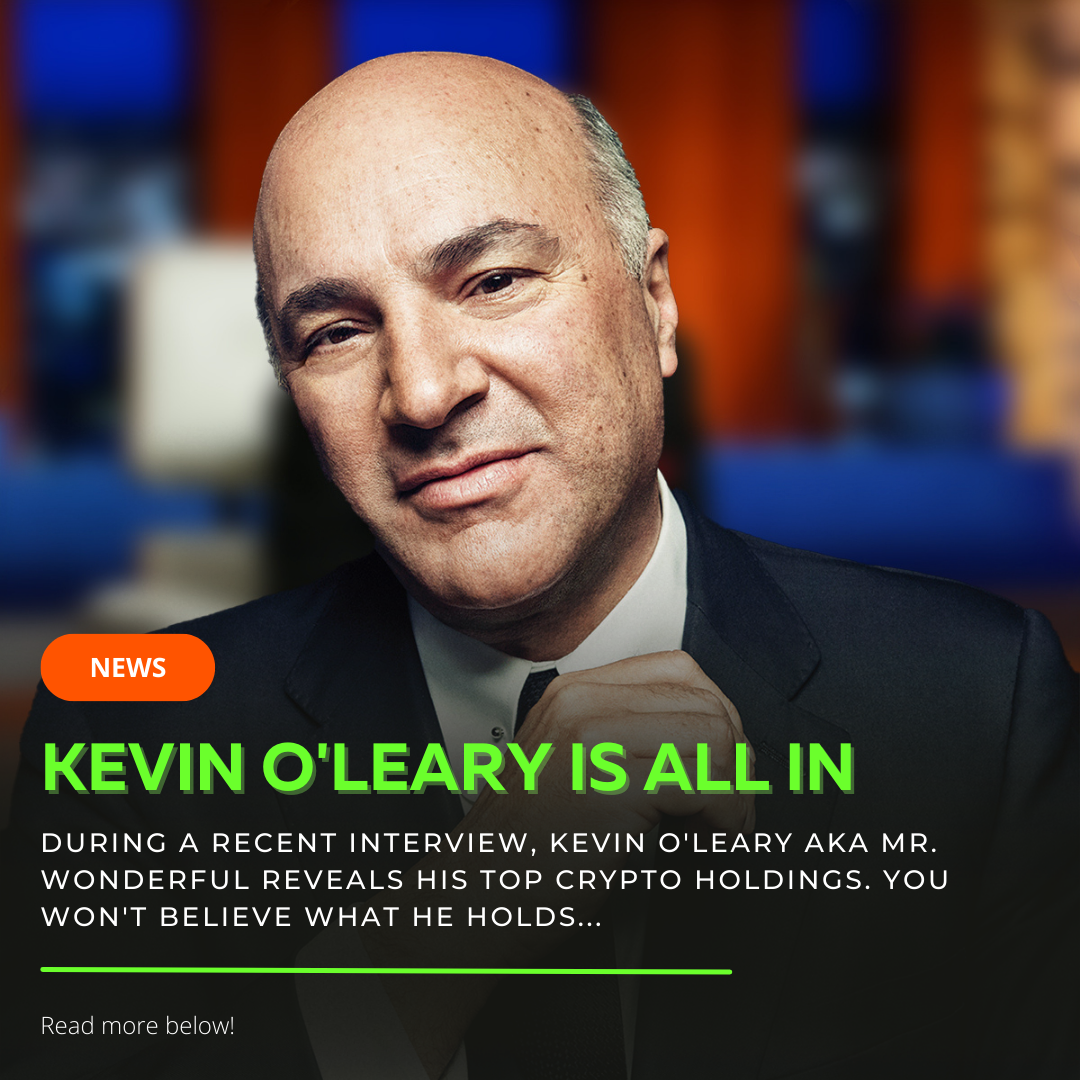 NEWS
KEVIN O'LEARY IS ALL IN
DURING A RECENT INTERVIEW, KEVIN O'LEARY AKA MR.
WONDERFUL REVEALS HIS TOP CRYPTO HOLDINGS. YOU
WON'T BELIEVE WHAT HE HOLDS...
Read more below!